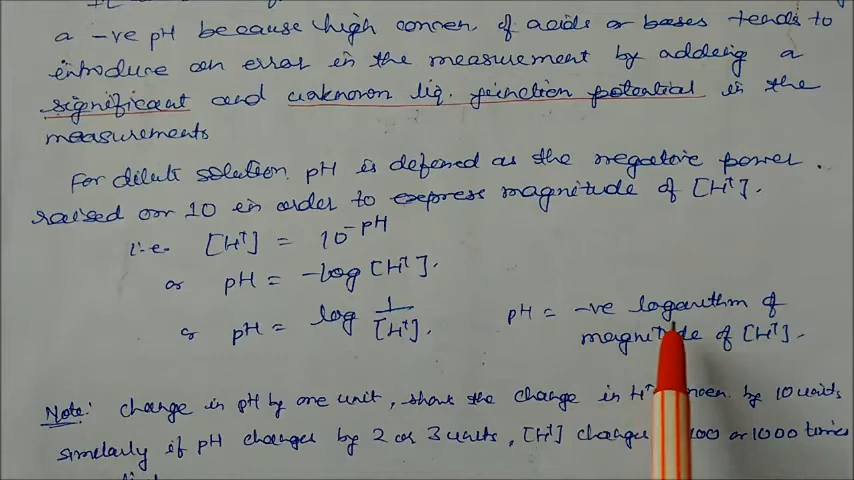 a -ve pH because high concn. of acids or bases tends to
introduce an error in the measurement by adding a
significant and unknown liq. junction potential in the
measurements
For dilute solution pH is defined as the negative power
raised on 10 in order to express magnitude of [H⁺].
i.e. [H⁺] = 10⁻ᵖᴴ
or pH = -log [H⁺].
or pH = log 1/[H⁺].
pH = -ve logarithm of
magnitude of [H⁺].
Note: change in pH by one unit, show the change in H⁺ by 10 units
similarly if pH changes by 2 or 3 units, [H⁺] changes 100 or 1000 times